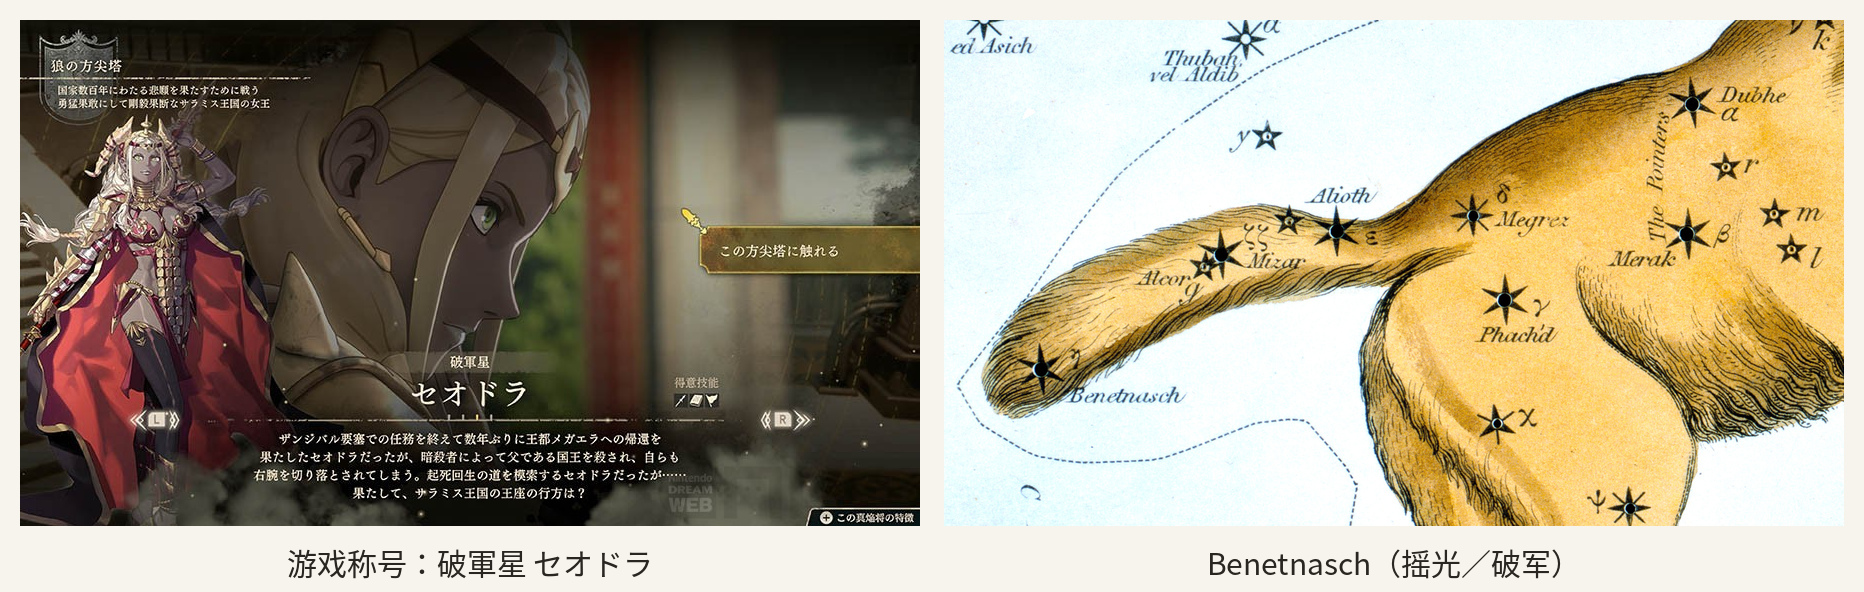 狼の方尖塔
国家数百年にわたる悲願を果たすために戦う
勇猛果敢にして剛毅果断なサラミス王国の女王
この方尖塔に触れる
破軍星
セオドラ
得意技能
L
R
ザンジバル要塞での任務を終えて数年ぶりに王都メガエラへの帰還を
果たしたセオドラだったが、暗殺者によって父である国王を殺され、自らも
右腕を切り落とされてしまう。起死回生の道を模索するセオドラだったが……
果たして、サラミス王国の王座の行方は？
Nintendo
DREAM
WEB
+ この真焔将の特徴
游戏称号：破軍星 セオドラ
ed Asich
α
Thuban
vel Aldib
k
Dubhe
α
The Pointers
r
y
Alioth
δ
Megrez
m
ε
β
ζζ
Mizar
Merak
l
Alcor
g
γ
Phachd
η
Benetnasch
χ
C
ψ
Benetnasch（摇光／破军）